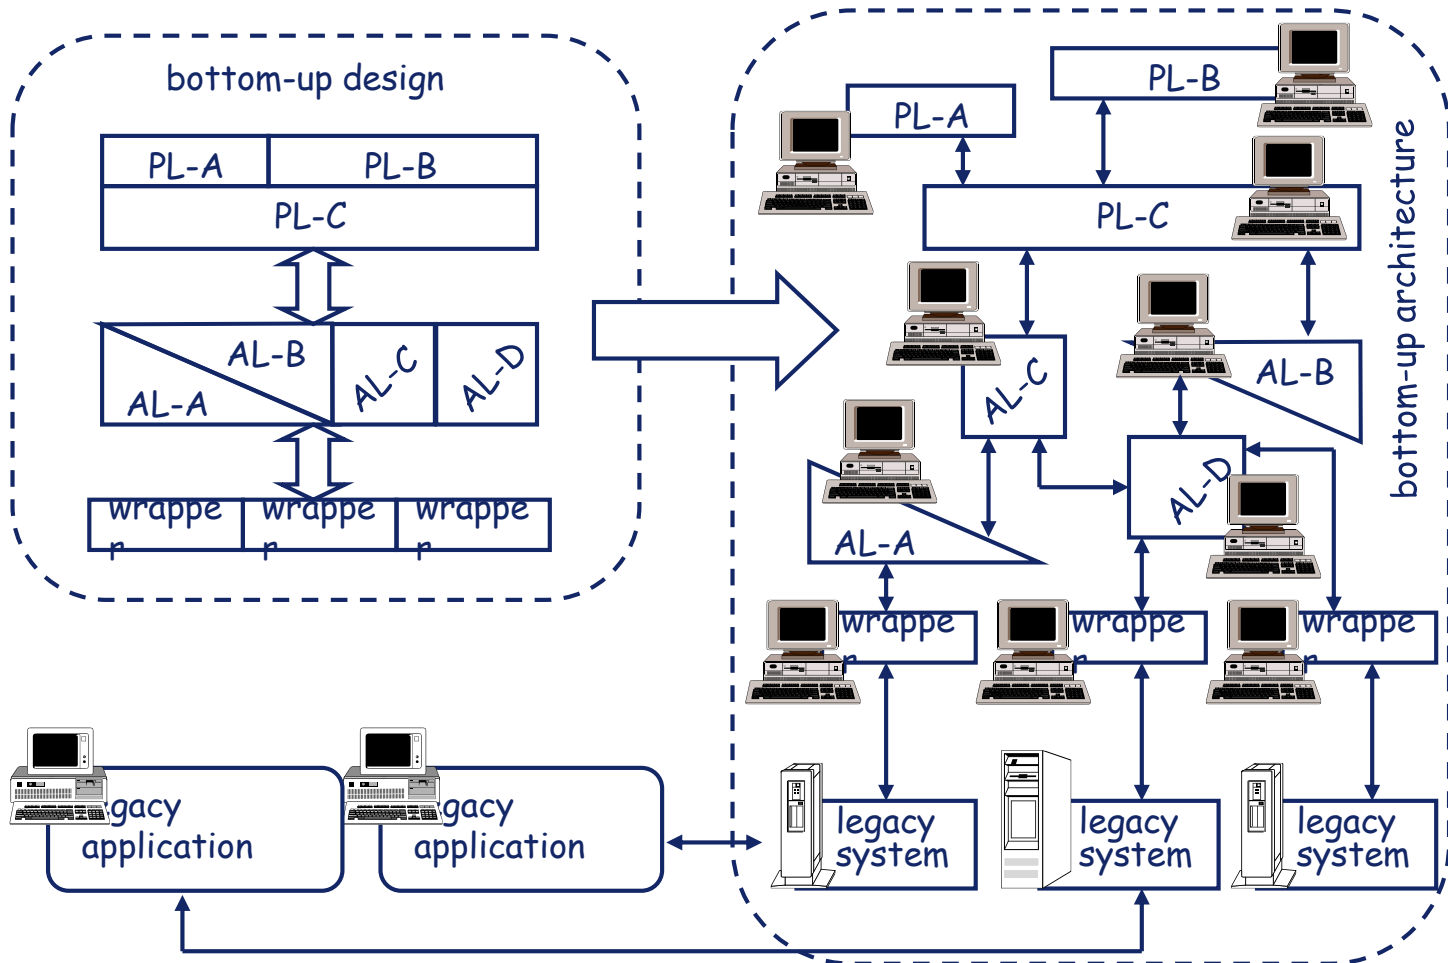 bottom-up design
PL-A
PL-B
PL-C
AL-B
AL-A
AL-C
AL-D
wrappe
r
wrappe
r
wrappe
r
PL-A
PL-B
PL-C
AL-C
AL-B
AL-D
AL-A
wrappe
r
wrappe
r
wrappe
r
legacy
system
legacy
system
legacy
system
bottom-up architecture
gacy
application
gacy
application